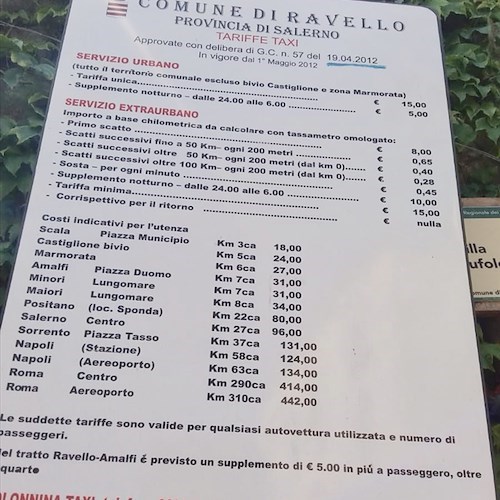 COMUNE DI RAVELLO
PROVINCIA DI SALERNO
TARIFFE TAXI
Approvate con delibera di G.C. n. 57 del 19.04.2012
In vigore dal 1° Maggio 2012
SERVIZIO URBANO
(tutto il territorio comunale escluso bivio Castiglione e zona Marmorata)
- Tariffa unica........ € 15,00
- Supplemento notturno – dalle 24.00 alle 6.00 ........ € 5,00
SERVIZIO EXTRAURBANO
Importo a base chilometrica da calcolare con tassametro omologato:
- Primo scatto ........ € 8,00
- Scatti successivi fino a 50 Km– ogni 200 metri ........ € 0,65
- Scatti successivi oltre 50 Km– ogni 200 metri (dal km 0)...... € 0,40
- Scatti successivi oltre 100 Km– ogni 200 metri (dal km 0)...... € 0,28
- Sosta – per ogni minuto ........ € 0,45
- Supplemento notturno – dalle 24.00 alle 6.00 ........ € 10,00
- Tariffa minima........ € 15,00
- Corrispettivo per il ritorno ........ € nulla
Costi indicativi per l'utenza
Scala Piazza Municipio Km 3ca 18,00
Castiglione bivio Km 5ca 24,00
Marmorata Km 6ca 27,00
Amalfi Piazza Duomo Km 7ca 31,00
Minori Lungomare Km 7ca 31,00
Maiori Lungomare Km 8ca 34,00
Positano (loc. Sponda) Km 22ca 80,00
Salerno Centro Km 27ca 96,00
Sorrento Piazza Tasso Km 37ca 131,00
Napoli (Stazione) Km 58ca 124,00
Napoli (Aereoporto) Km 63ca 134,00
Roma Centro Km 290ca 414,00
Roma Aereoporto Km 310ca 442,00
Le suddette tariffe sono valide per qualsiasi autovettura utilizzata e numero di
passeggeri.
Nel tratto Ravello-Amalfi é previsto un supplemento di € 5.00 in piú a passeggero, oltre
quarto
lla
ufolo